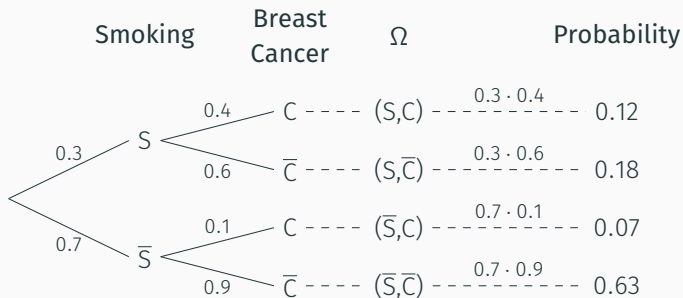 Smoking Breast Cancer Ω Probability
0.4 C (S,C) 0.3 · 0.4 0.12
0.3 S
0.6 C̅ (S,C̅) 0.3 · 0.6 0.18
0.1 C (S̅,C) 0.7 · 0.1 0.07
0.7 S̅
0.9 C̅ (S̅,C̅) 0.7 · 0.9 0.63